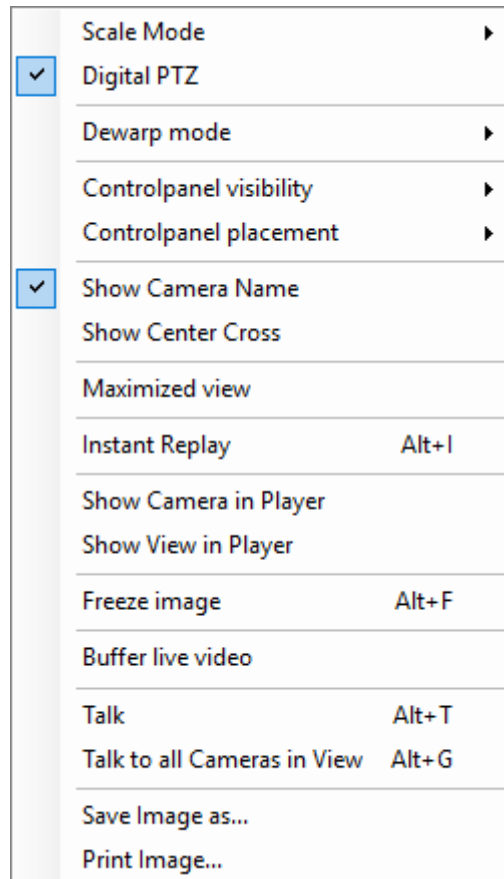 Scale Mode
Digital PTZ
Dewarp mode
Controlpanel visibility
Controlpanel placement
Show Camera Name
Show Center Cross
Maximized view
Instant Replay Alt+I
Show Camera in Player
Show View in Player
Freeze image Alt+F
Buffer live video
Talk Alt+T
Talk to all Cameras in View Alt+G
Save Image as...
Print Image...